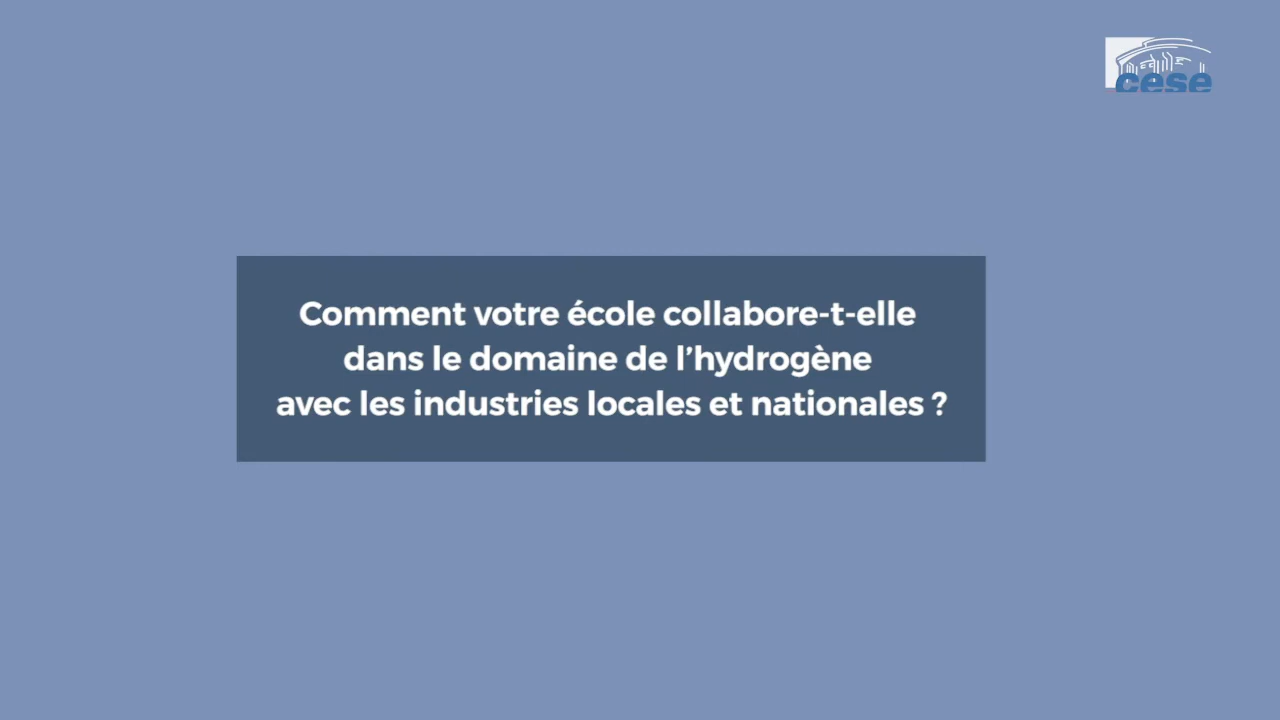 cese
Comment votre école collabore-t-elle
dans le domaine de l’hydrogène
avec les industries locales et nationales ?